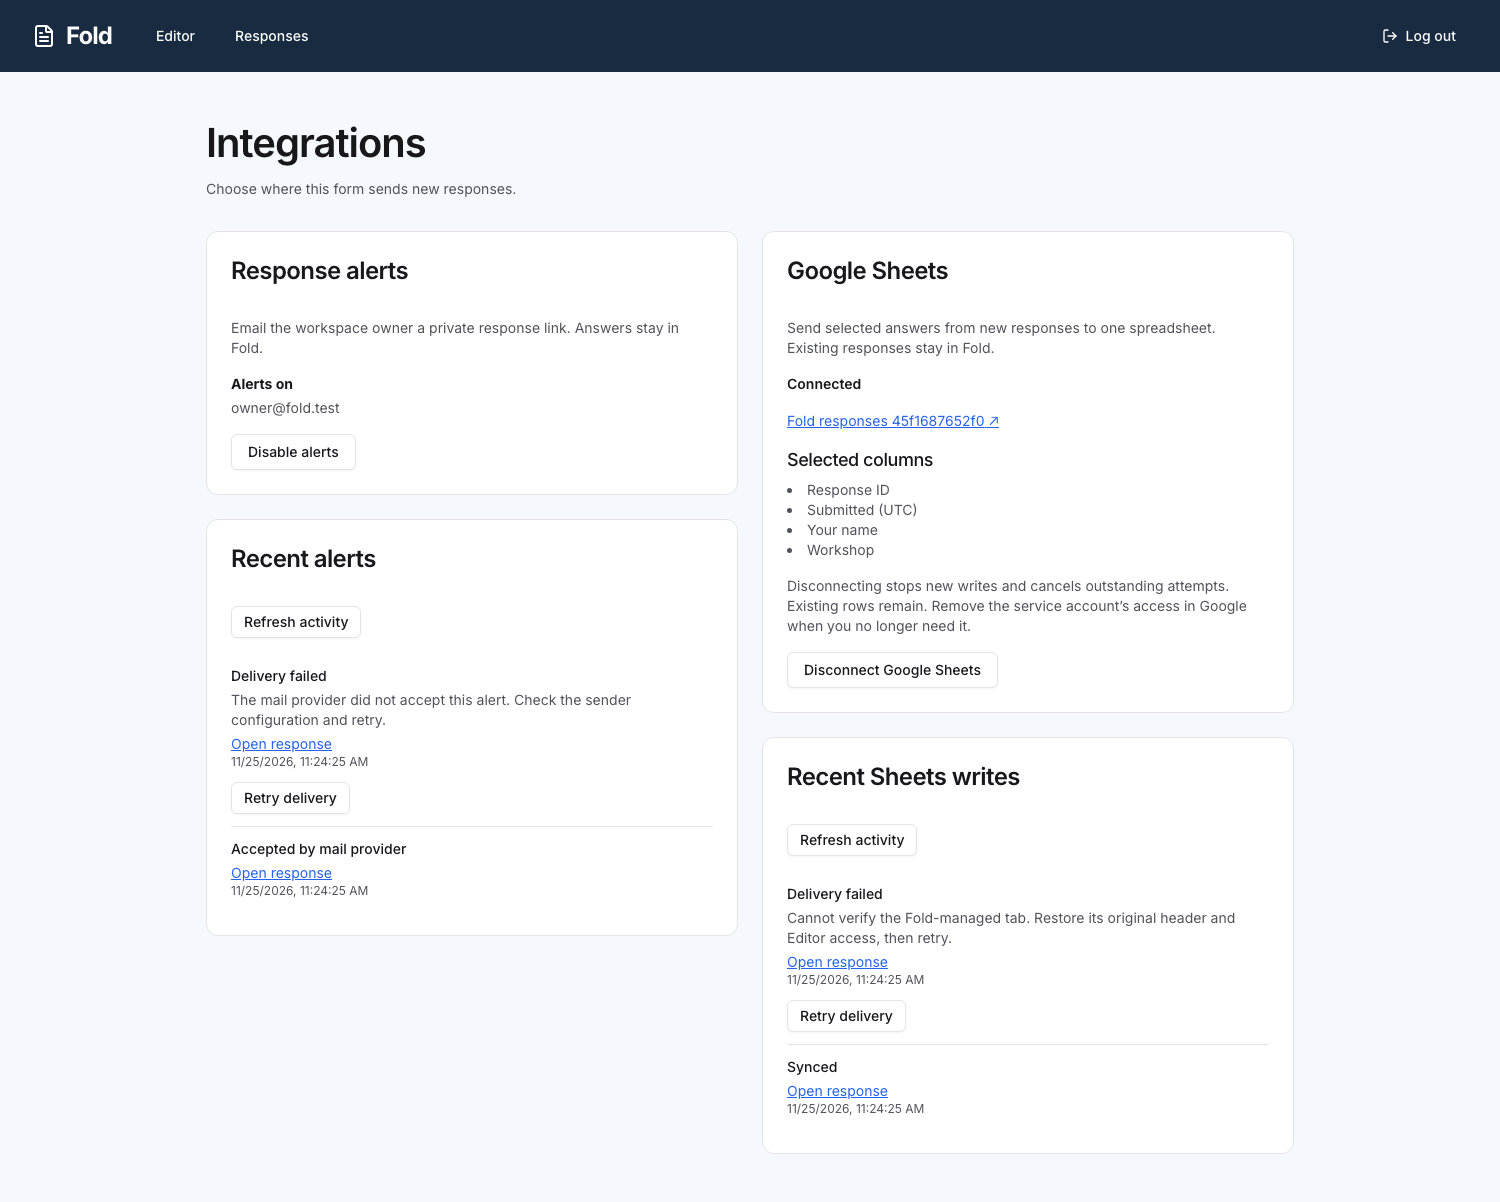 Fold
Editor
Responses
Log out
Integrations
Choose where this form sends new responses.
Response alerts
Email the workspace owner a private response link. Answers stay in
Fold.
Alerts on
owner@fold.test
Disable alerts
Recent alerts
Refresh activity
Delivery failed
The mail provider did not accept this alert. Check the sender
configuration and retry.
Open response
11/25/2026, 11:24:25 AM
Retry delivery
Accepted by mail provider
Open response
11/25/2026, 11:24:25 AM
Google Sheets
Send selected answers from new responses to one spreadsheet.
Existing responses stay in Fold.
Connected
Fold responses 45f1687652f0 ↗
Selected columns
• Response ID
• Submitted (UTC)
• Your name
• Workshop
Disconnecting stops new writes and cancels outstanding attempts.
Existing rows remain. Remove the service account’s access in Google
when you no longer need it.
Disconnect Google Sheets
Recent Sheets writes
Refresh activity
Delivery failed
Cannot verify the Fold-managed tab. Restore its original header and
Editor access, then retry.
Open response
11/25/2026, 11:24:25 AM
Retry delivery
Synced
Open response
11/25/2026, 11:24:25 AM